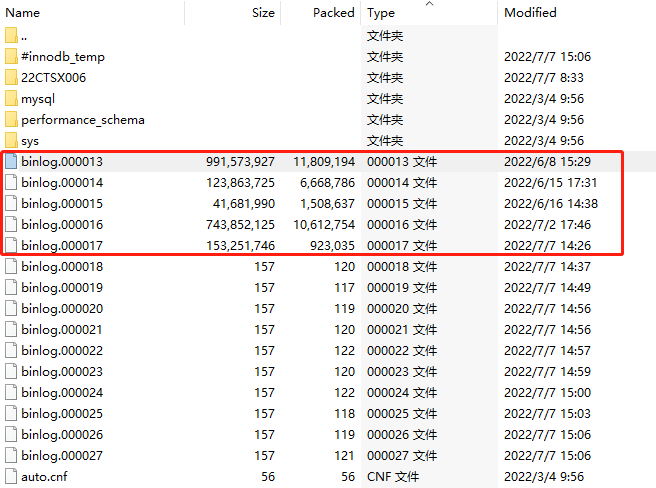 Name Size Packed Type Modified
.. 文件夹
#innodb_temp 文件夹 2022/7/7 15:06
22CTSX006 文件夹 2022/7/7 8:33
mysql 文件夹 2022/3/4 9:56
performance_schema 文件夹 2022/3/4 9:56
sys 文件夹 2022/3/4 9:56
binlog.000013 991,573,927 11,809,194 000013 文件 2022/6/8 15:29
binlog.000014 123,863,725 6,668,786 000014 文件 2022/6/15 17:31
binlog.000015 41,681,990 1,508,637 000015 文件 2022/6/16 14:38
binlog.000016 743,852,125 10,612,754 000016 文件 2022/7/2 17:46
binlog.000017 153,251,746 923,035 000017 文件 2022/7/7 14:26
binlog.000018 157 120 000018 文件 2022/7/7 14:37
binlog.000019 157 117 000019 文件 2022/7/7 14:49
binlog.000020 157 119 000020 文件 2022/7/7 14:56
binlog.000021 157 120 000021 文件 2022/7/7 14:56
binlog.000022 157 122 000022 文件 2022/7/7 14:57
binlog.000023 157 120 000023 文件 2022/7/7 14:59
binlog.000024 157 122 000024 文件 2022/7/7 15:00
binlog.000025 157 118 000025 文件 2022/7/7 15:03
binlog.000026 157 119 000026 文件 2022/7/7 15:06
binlog.000027 157 121 000027 文件 2022/7/7 15:06
auto.cnf 56 56 CNF 文件 2022/3/4 9:56